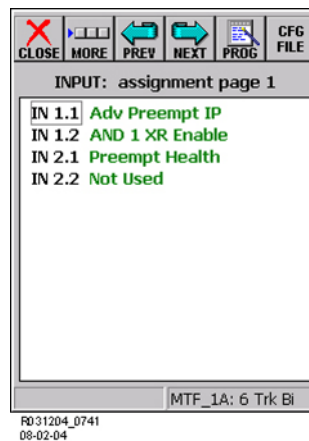 CLOSE MORE PREV NEXT PROG CFG FILE
INPUT: assignment page 1
IN 1.1 Adv Preempt IP
IN 1.2 AND 1 XR Enable
IN 2.1 Preempt Health
IN 2.2 Not Used
MTF_1A: 6 Trk Bi
R031204_0741
08-02-04